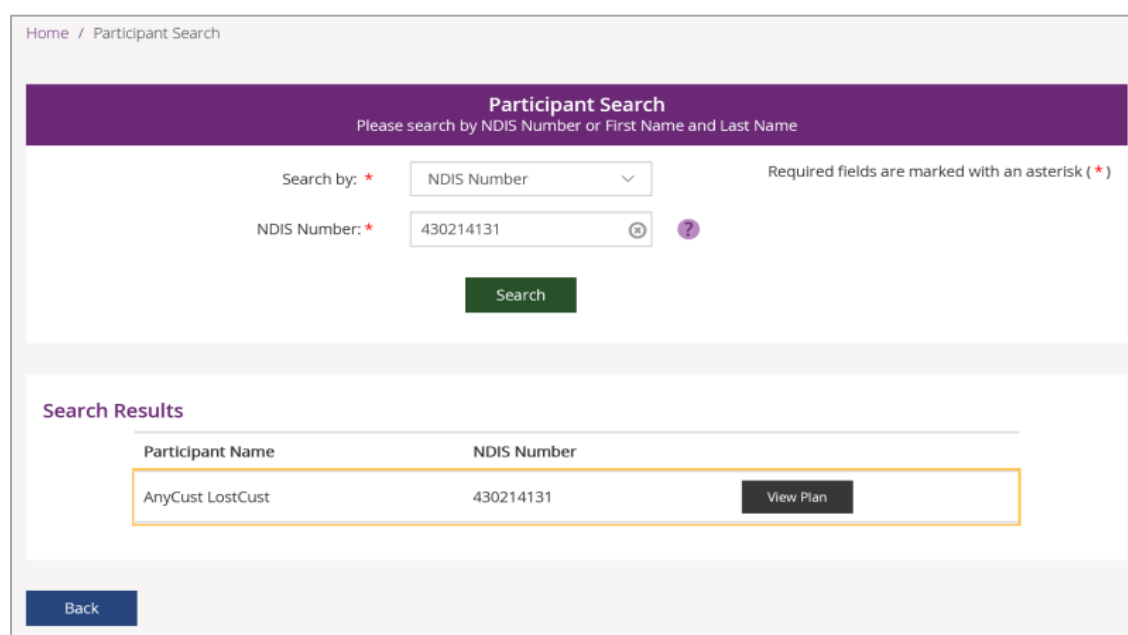 Home / Participant Search
Participant Search
Please search by NDIS Number or First Name and Last Name
Search by: * NDIS Number Required fields are marked with an asterisk ( * )
NDIS Number: * 430214131 ?
Search
Search Results
Participant Name NDIS Number
AnyCust LostCust 430214131 View Plan
Back